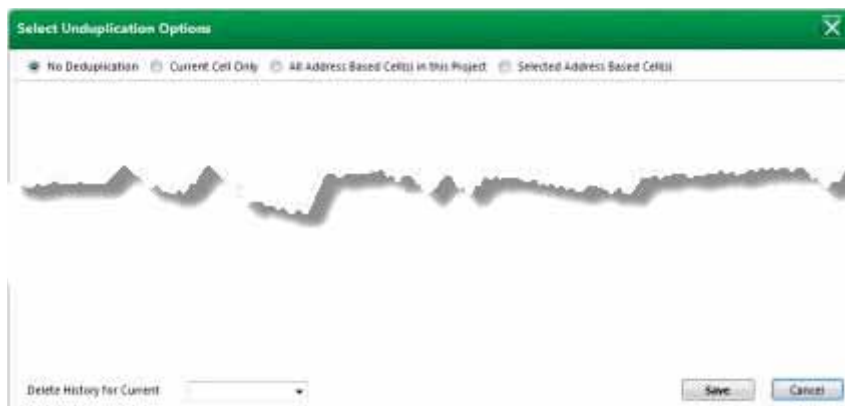 Select Unduplication Options
No Deduplication Current Cell Only All Address Based Cell(s) in this Project Selected Address Based Cell(s)
Delete History for Current Save Cancel